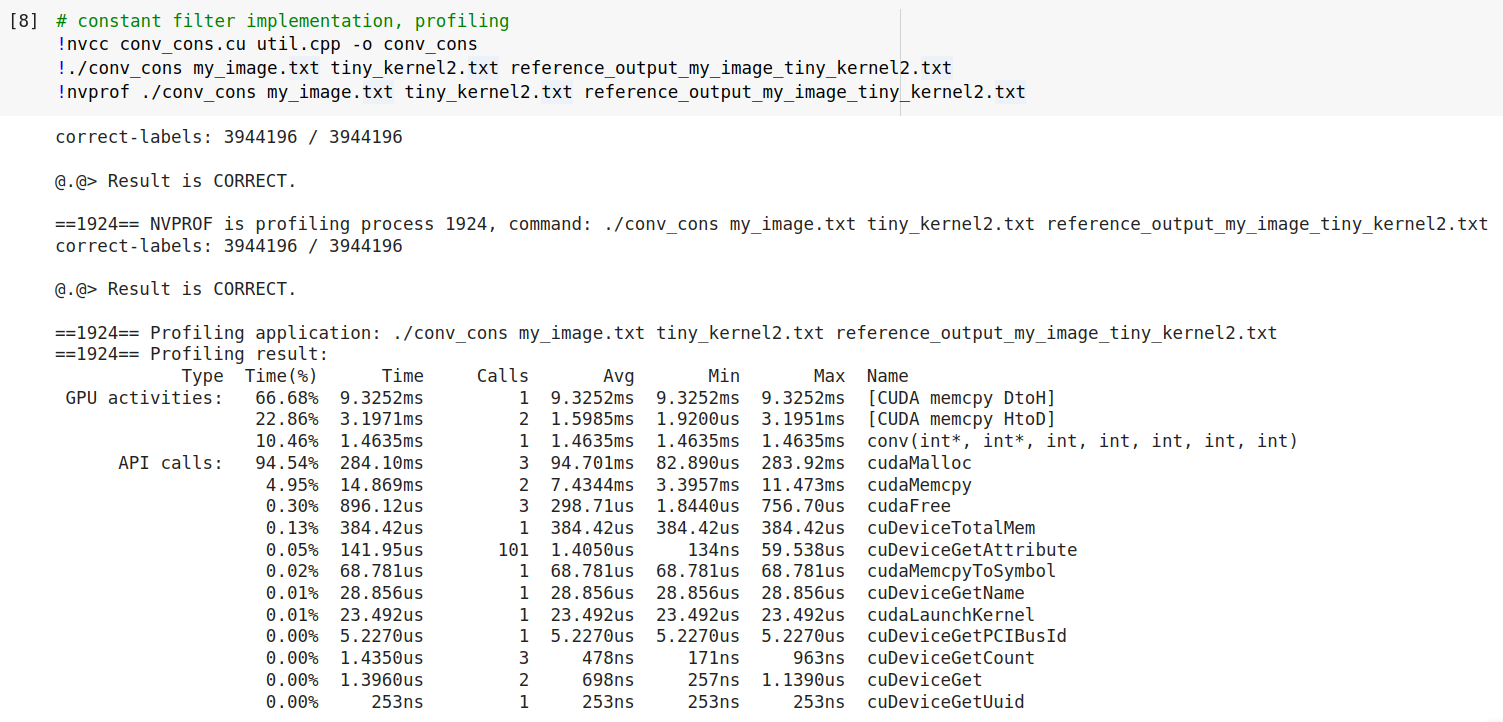 [8] # constant filter implementation, profiling
!nvcc conv_cons.cu util.cpp -o conv_cons
!./conv_cons my_image.txt tiny_kernel2.txt reference_output_my_image_tiny_kernel2.txt
!nvprof ./conv_cons my_image.txt tiny_kernel2.txt reference_output_my_image_tiny_kernel2.txt
correct-labels: 3944196 / 3944196
@.@> Result is CORRECT.
==1924== NVPROF is profiling process 1924, command: ./conv_cons my_image.txt tiny_kernel2.txt reference_output_my_image_tiny_kernel2.txt
correct-labels: 3944196 / 3944196
@.@> Result is CORRECT.
==1924== Profiling application: ./conv_cons my_image.txt tiny_kernel2.txt reference_output_my_image_tiny_kernel2.txt
==1924== Profiling result:
Type Time(%) Time Calls Avg Min Max Name
GPU activities: 66.68% 9.3252ms 1 9.3252ms 9.3252ms 9.3252ms [CUDA memcpy DtoH]
22.86% 3.1971ms 2 1.5985ms 1.9200us 3.1951ms [CUDA memcpy HtoD]
10.46% 1.4635ms 1 1.4635ms 1.4635ms 1.4635ms conv(int*, int*, int, int, int, int, int)
API calls: 94.54% 284.10ms 3 94.701ms 82.890us 283.92ms cudaMalloc
4.95% 14.869ms 2 7.4344ms 3.3957ms 11.473ms cudaMemcpy
0.30% 896.12us 3 298.71us 1.8440us 756.70us cudaFree
0.13% 384.42us 1 384.42us 384.42us 384.42us cuDeviceTotalMem
0.05% 141.95us 101 1.4050us 134ns 59.538us cuDeviceGetAttribute
0.02% 68.781us 1 68.781us 68.781us 68.781us cudaMemcpyToSymbol
0.01% 28.856us 1 28.856us 28.856us 28.856us cuDeviceGetName
0.01% 23.492us 1 23.492us 23.492us 23.492us cudaLaunchKernel
0.00% 5.2270us 1 5.2270us 5.2270us 5.2270us cuDeviceGetPCIBusId
0.00% 1.4350us 3 478ns 171ns 963ns cuDeviceGetCount
0.00% 1.3960us 2 698ns 257ns 1.1390us cuDeviceGet
0.00% 253ns 1 253ns 253ns 253ns cuDeviceGetUuid